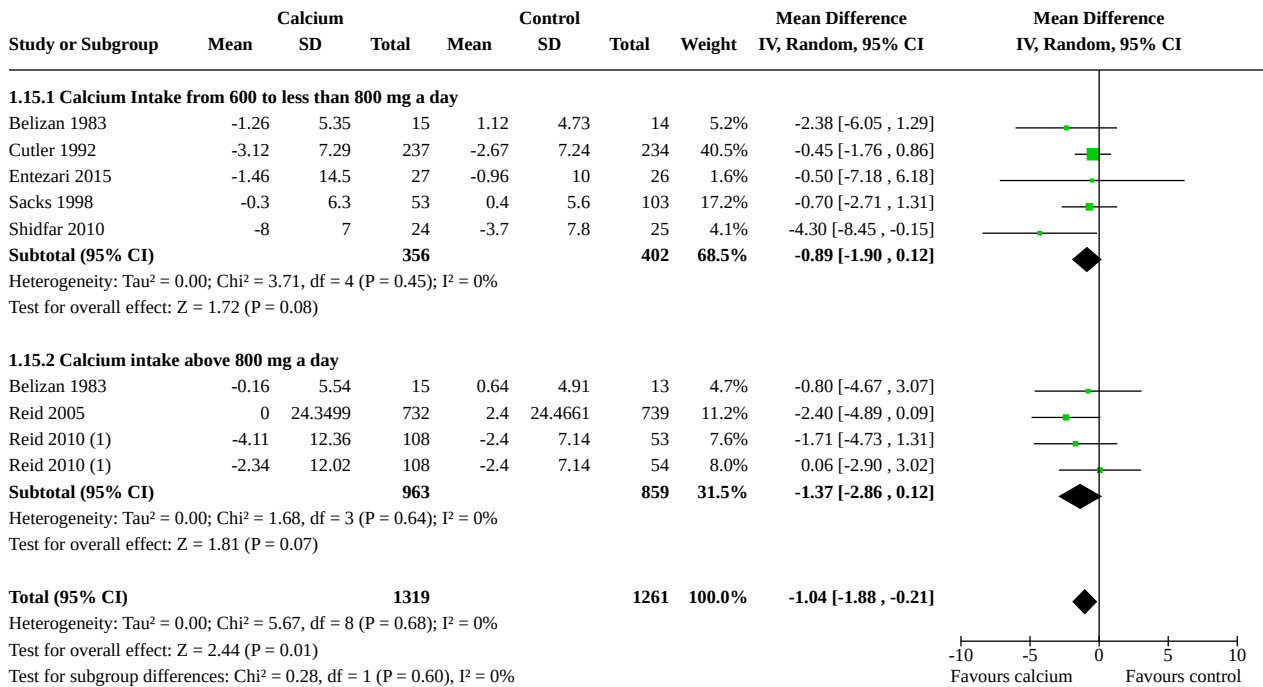 Calcium Control Mean Difference Mean Difference
Study or Subgroup Mean SD Total Mean SD Total Weight IV, Random, 95% CI IV, Random, 95% CI
1.15.1 Calcium Intake from 600 to less than 800 mg a day
Belizan 1983 -1.26 5.35 15 1.12 4.73 14 5.2% -2.38 [-6.05 , 1.29]
Cutler 1992 -3.12 7.29 237 -2.67 7.24 234 40.5% -0.45 [-1.76 , 0.86]
Entezari 2015 -1.46 14.5 27 -0.96 10 26 1.6% -0.50 [-7.18 , 6.18]
Sacks 1998 -0.3 6.3 53 0.4 5.6 103 17.2% -0.70 [-2.71 , 1.31]
Shidfar 2010 -8 7 24 -3.7 7.8 25 4.1% -4.30 [-8.45 , -0.15]
Subtotal (95% CI) 356 402 68.5% -0.89 [-1.90 , 0.12]
Heterogeneity: Tau² = 0.00; Chi² = 3.71, df = 4 (P = 0.45); I² = 0%
Test for overall effect: Z = 1.72 (P = 0.08)
1.15.2 Calcium intake above 800 mg a day
Belizan 1983 -0.16 5.54 15 0.64 4.91 13 4.7% -0.80 [-4.67 , 3.07]
Reid 2005 0 24.3499 732 2.4 24.4661 739 11.2% -2.40 [-4.89 , 0.09]
Reid 2010 (1) -4.11 12.36 108 -2.4 7.14 53 7.6% -1.71 [-4.73 , 1.31]
Reid 2010 (1) -2.34 12.02 108 -2.4 7.14 54 8.0% 0.06 [-2.90 , 3.02]
Subtotal (95% CI) 963 859 31.5% -1.37 [-2.86 , 0.12]
Heterogeneity: Tau² = 0.00; Chi² = 1.68, df = 3 (P = 0.64); I² = 0%
Test for overall effect: Z = 1.81 (P = 0.07)
Total (95% CI) 1319 1261 100.0% -1.04 [-1.88 , -0.21]
Heterogeneity: Tau² = 0.00; Chi² = 5.67, df = 8 (P = 0.68); I² = 0%
Test for overall effect: Z = 2.44 (P = 0.01)
-10 -5 0 5 10
Test for subgroup differences: Chi² = 0.28, df = 1 (P = 0.60), I² = 0%
Favours calcium Favours control